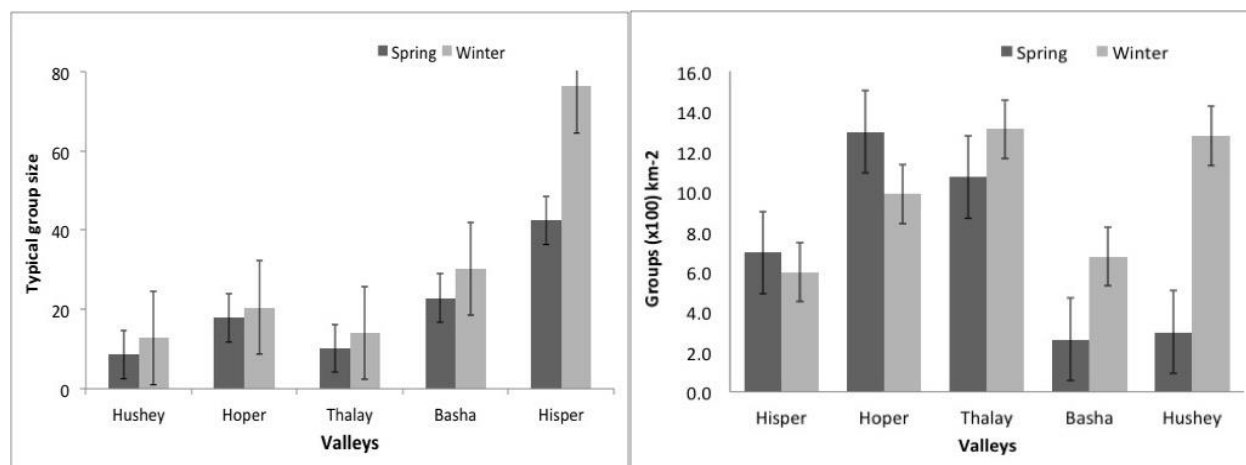 Spring Winter
80
60
40
20
0
Typical group size
Hushey Hoper Thalay Basha Hisper
Valleys
Spring Winter
16.0
14.0
12.0
10.0
8.0
6.0
4.0
2.0
0.0
Groups (x100) km-2
Hisper Hoper Thalay Basha Hushey
Valleys